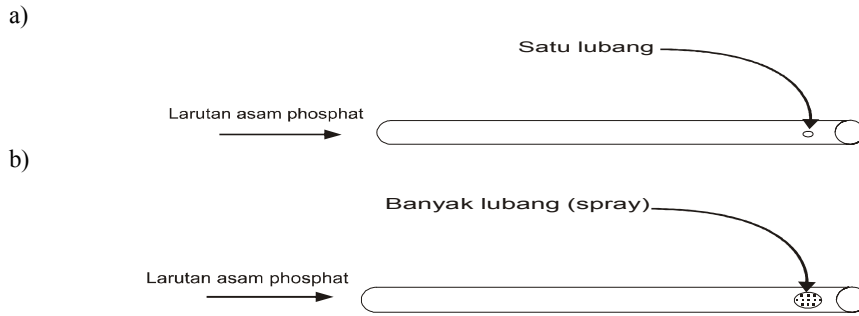 a)
Satu lubang
Larutan asam phosphat
b)
Banyak lubang (spray)
Larutan asam phosphat